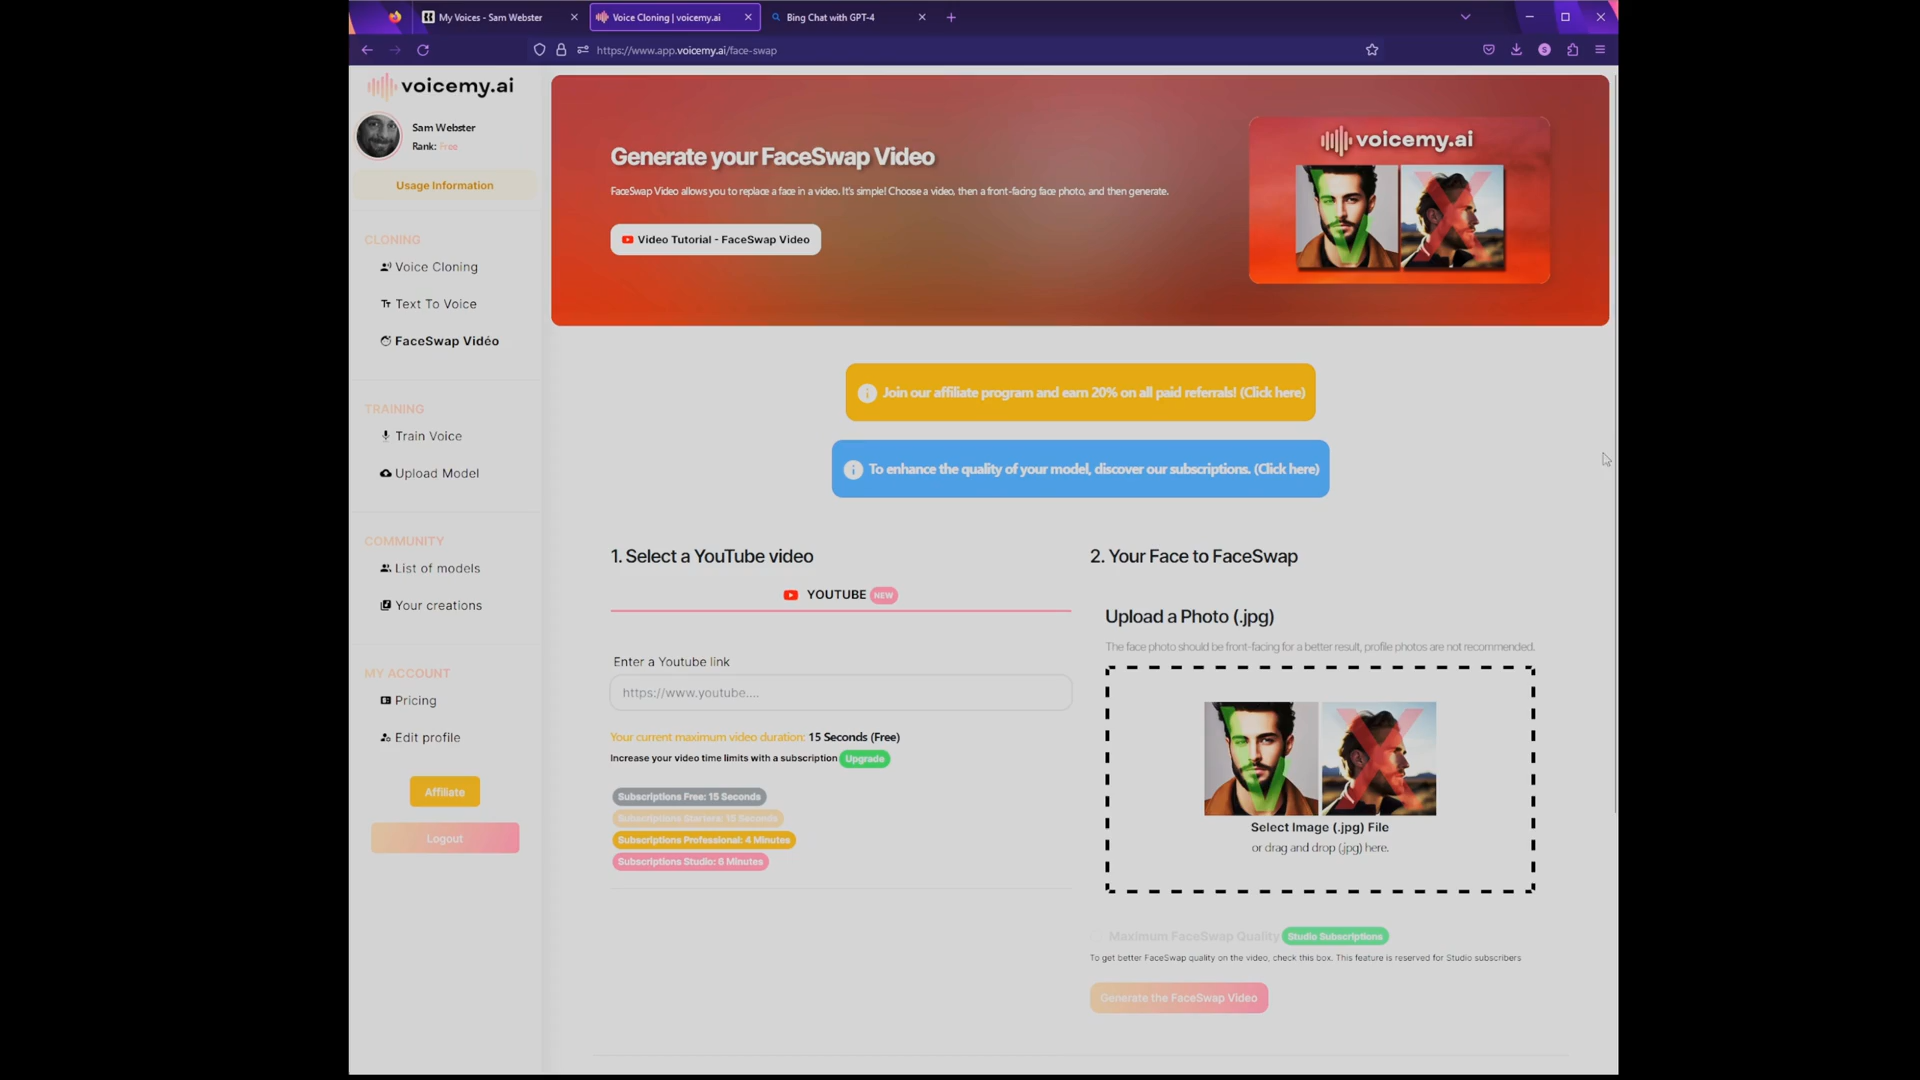 My Voices - Sam Webster
Voice Cloning | voicemy.ai
Bing Chat with GPT-4
https://www.app.voicemy.ai/face-swap
voicemy.ai
Sam Webster
Rank: Free
Usage Information
CLONING
Voice Cloning
Text To Voice
FaceSwap Vidéo
TRAINING
Train Voice
Upload Model
COMMUNITY
List of models
Your creations
MY ACCOUNT
Pricing
Edit profile
Affiliate
Logout
Generate your FaceSwap Video
FaceSwap Video allows you to replace a face in a video. It's simple! Choose a video, then a front-facing face photo, and then generate.
Video Tutorial - FaceSwap Video
voicemy.ai
Join our affiliate program and earn 20% on all paid referrals! (Click here)
To enhance the quality of your model, discover our subscriptions. (Click here)
1. Select a YouTube video
YOUTUBE NEW
Enter a Youtube link
https://www.youtube....
Your current maximum video duration: 15 Seconds (Free)
Increase your video time limits with a subscription Upgrade
Subscriptions Free: 15 Seconds
Subscriptions Starters: 15 Seconds
Subscriptions Professional: 4 Minutes
Subscriptions Studio: 6 Minutes
2. Your Face to FaceSwap
Upload a Photo (.jpg)
The face photo should be front-facing for a better result, profile photos are not recommended.
Select Image (.jpg) File
or drag and drop (.jpg) here.
Maximum FaceSwap Quality Studio Subscriptions
To get better FaceSwap quality on the video, check this box. This feature is reserved for Studio subscribers
Generate the FaceSwap Video